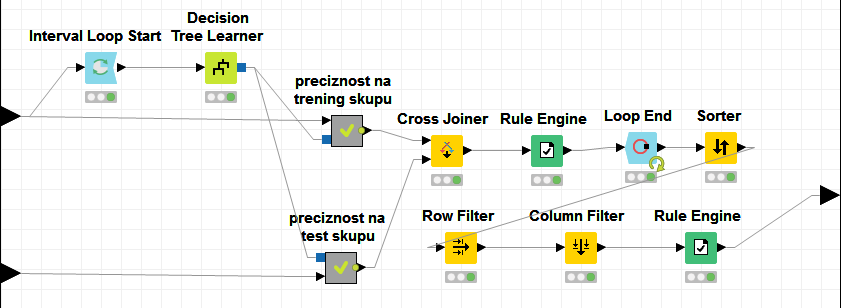 Interval Loop Start
Decision
Tree Learner
preciznost na
trening skupu
Cross Joiner
Rule Engine
Loop End
Sorter
preciznost na
test skupu
Row Filter
Column Filter
Rule Engine